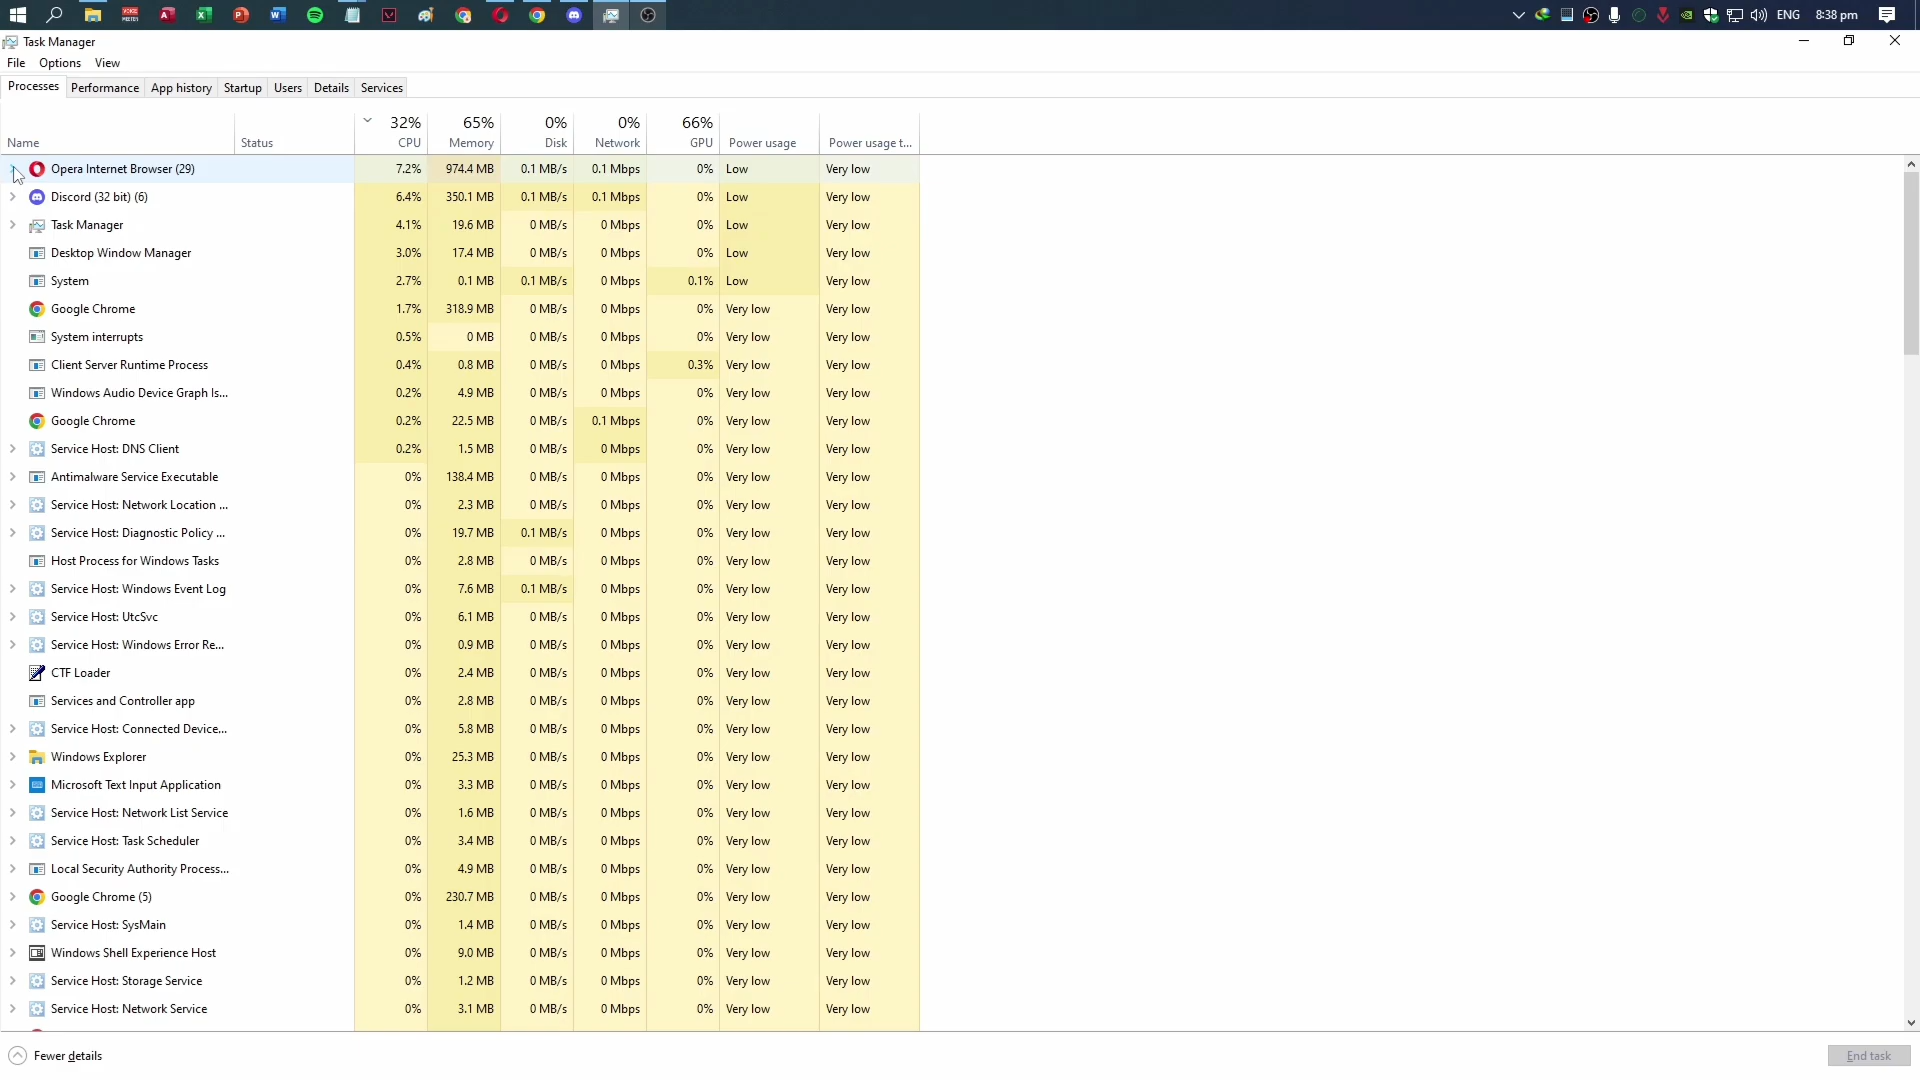 ENG 8:38 pm
Task Manager
File Options View
Processes Performance App history Startup Users Details Services
32% 65% 0% 0% 66%
Name Status CPU Memory Disk Network GPU Power usage Power usage t...
Opera Internet Browser (29) 7.2% 974.4 MB 0.1 MB/s 0.1 Mbps 0% Low Very low
Discord (32 bit) (6) 6.4% 350.1 MB 0.1 MB/s 0.1 Mbps 0% Low Very low
Task Manager 4.1% 19.6 MB 0 MB/s 0 Mbps 0% Low Very low
Desktop Window Manager 3.0% 17.4 MB 0 MB/s 0 Mbps 0% Low Very low
System 2.7% 0.1 MB 0.1 MB/s 0 Mbps 0.1% Low Very low
Google Chrome 1.7% 318.9 MB 0 MB/s 0 Mbps 0% Very low Very low
System interrupts 0.5% 0 MB 0 MB/s 0 Mbps 0% Very low Very low
Client Server Runtime Process 0.4% 0.8 MB 0 MB/s 0 Mbps 0.3% Very low Very low
Windows Audio Device Graph Is... 0.2% 4.9 MB 0 MB/s 0 Mbps 0% Very low Very low
Google Chrome 0.2% 22.5 MB 0 MB/s 0.1 Mbps 0% Very low Very low
Service Host: DNS Client 0.2% 1.5 MB 0 MB/s 0 Mbps 0% Very low Very low
Antimalware Service Executable 0% 138.4 MB 0 MB/s 0 Mbps 0% Very low Very low
Service Host: Network Location ... 0% 2.3 MB 0 MB/s 0 Mbps 0% Very low Very low
Service Host: Diagnostic Policy ... 0% 19.7 MB 0.1 MB/s 0 Mbps 0% Very low Very low
Host Process for Windows Tasks 0% 2.8 MB 0 MB/s 0 Mbps 0% Very low Very low
Service Host: Windows Event Log 0% 7.6 MB 0.1 MB/s 0 Mbps 0% Very low Very low
Service Host: UtcSvc 0% 6.1 MB 0 MB/s 0 Mbps 0% Very low Very low
Service Host: Windows Error Re... 0% 0.9 MB 0 MB/s 0 Mbps 0% Very low Very low
CTF Loader 0% 2.4 MB 0 MB/s 0 Mbps 0% Very low Very low
Services and Controller app 0% 2.8 MB 0 MB/s 0 Mbps 0% Very low Very low
Service Host: Connected Device... 0% 5.8 MB 0 MB/s 0 Mbps 0% Very low Very low
Windows Explorer 0% 25.3 MB 0 MB/s 0 Mbps 0% Very low Very low
Microsoft Text Input Application 0% 3.3 MB 0 MB/s 0 Mbps 0% Very low Very low
Service Host: Network List Service 0% 1.6 MB 0 MB/s 0 Mbps 0% Very low Very low
Service Host: Task Scheduler 0% 3.4 MB 0 MB/s 0 Mbps 0% Very low Very low
Local Security Authority Process... 0% 4.9 MB 0 MB/s 0 Mbps 0% Very low Very low
Google Chrome (5) 0% 230.7 MB 0 MB/s 0 Mbps 0% Very low Very low
Service Host: SysMain 0% 1.4 MB 0 MB/s 0 Mbps 0% Very low Very low
Windows Shell Experience Host 0% 9.0 MB 0 MB/s 0 Mbps 0% Very low Very low
Service Host: Storage Service 0% 1.2 MB 0 MB/s 0 Mbps 0% Very low Very low
Service Host: Network Service 0% 3.1 MB 0 MB/s 0 Mbps 0% Very low Very low
Fewer details End task